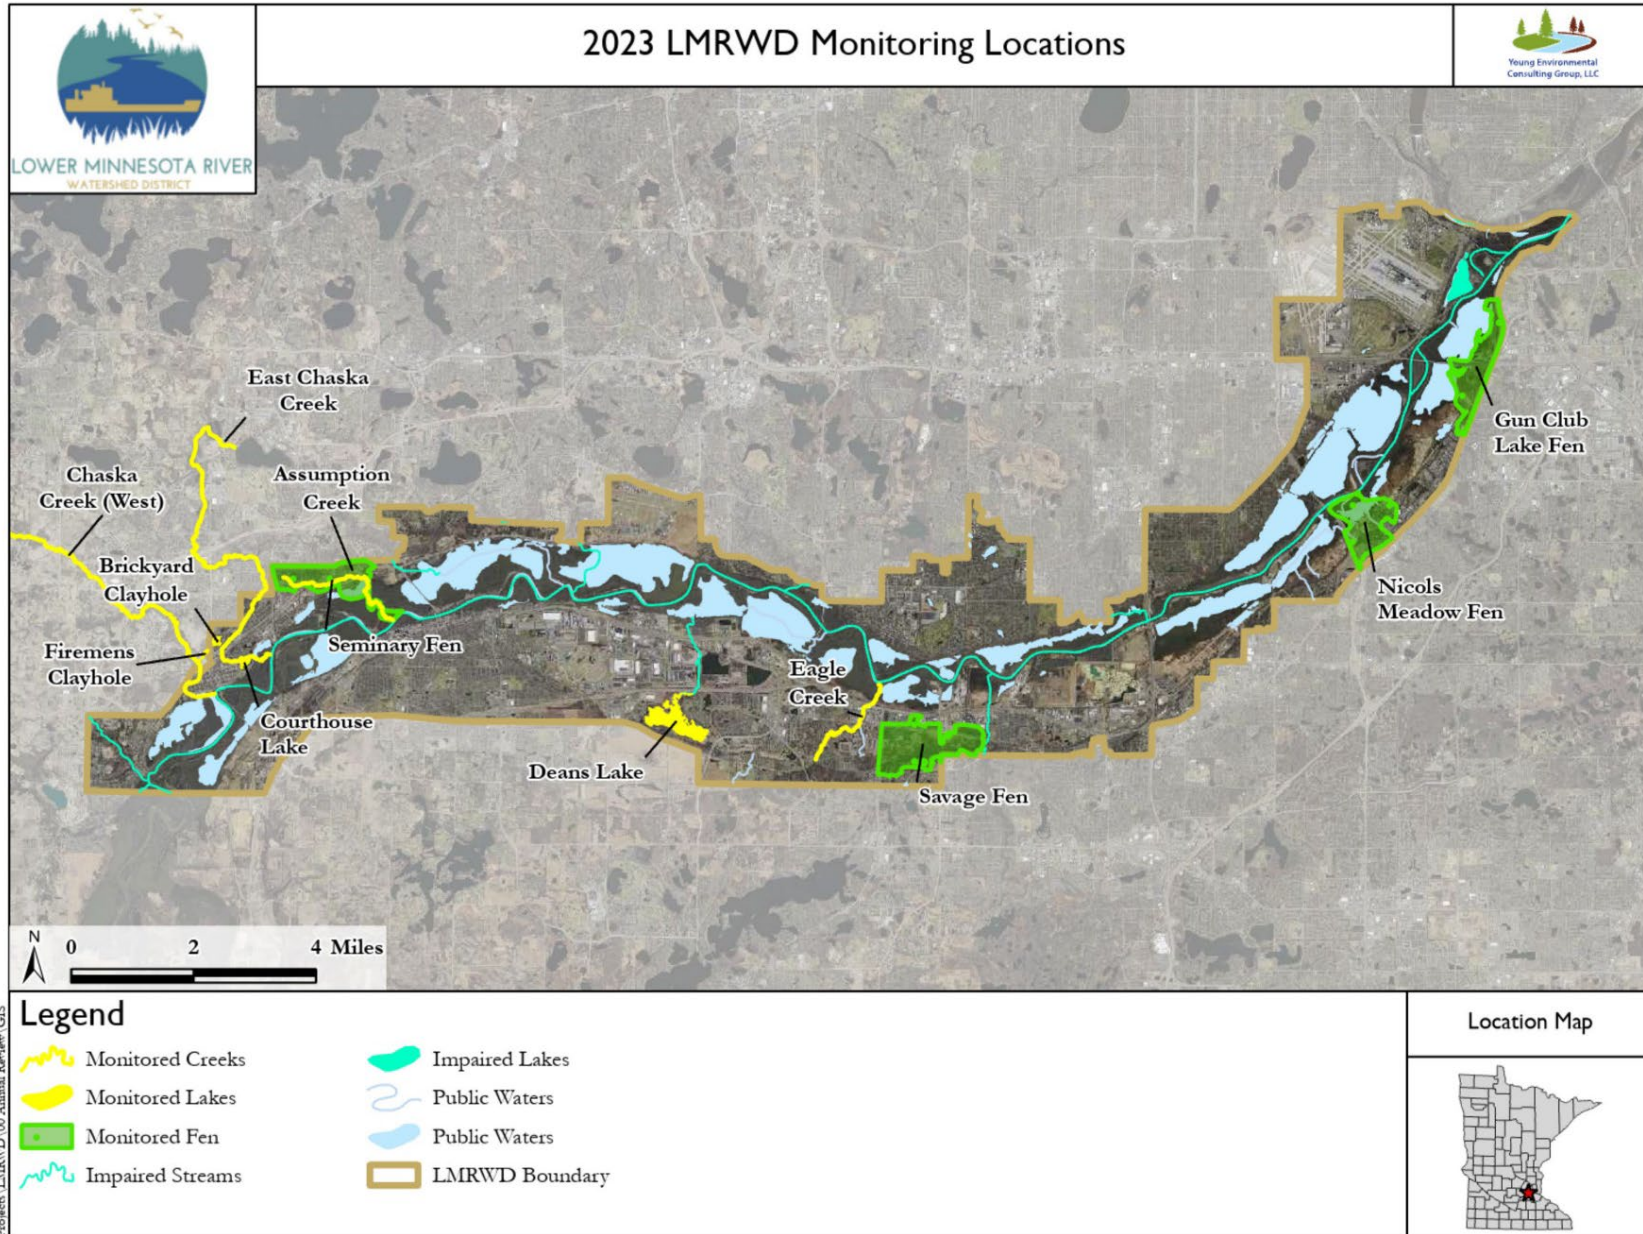 2023 LMRWD Monitoring Locations
LOWER MINNESOTA RIVER
WATERSHED DISTRICT
Young Environmental
Consulting Group, LLC
East Chaska
Creek
Chaska
Creek (West)
Assumption
Creek
Brickyard
Clayhole
Firemens
Clayhole
Seminary Fen
Courthouse
Lake
Deans Lake
Eagle
Creek
Savage Fen
Nicols
Meadow Fen
Gun Club
Lake Fen
N
0 2 4 Miles
Legend
Monitored Creeks
Monitored Lakes
Monitored Fen
Impaired Streams
Impaired Lakes
Public Waters
Public Waters
LMRWD Boundary
Location Map